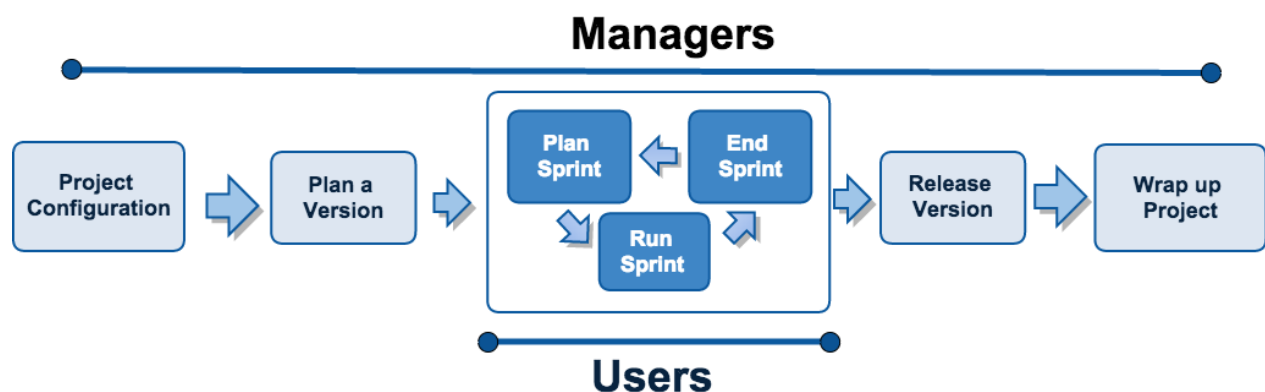 Managers
Project
Configuration
Plan a
Version
Plan
Sprint
End
Sprint
Run
Sprint
Release
Version
Wrap up
Project
Users